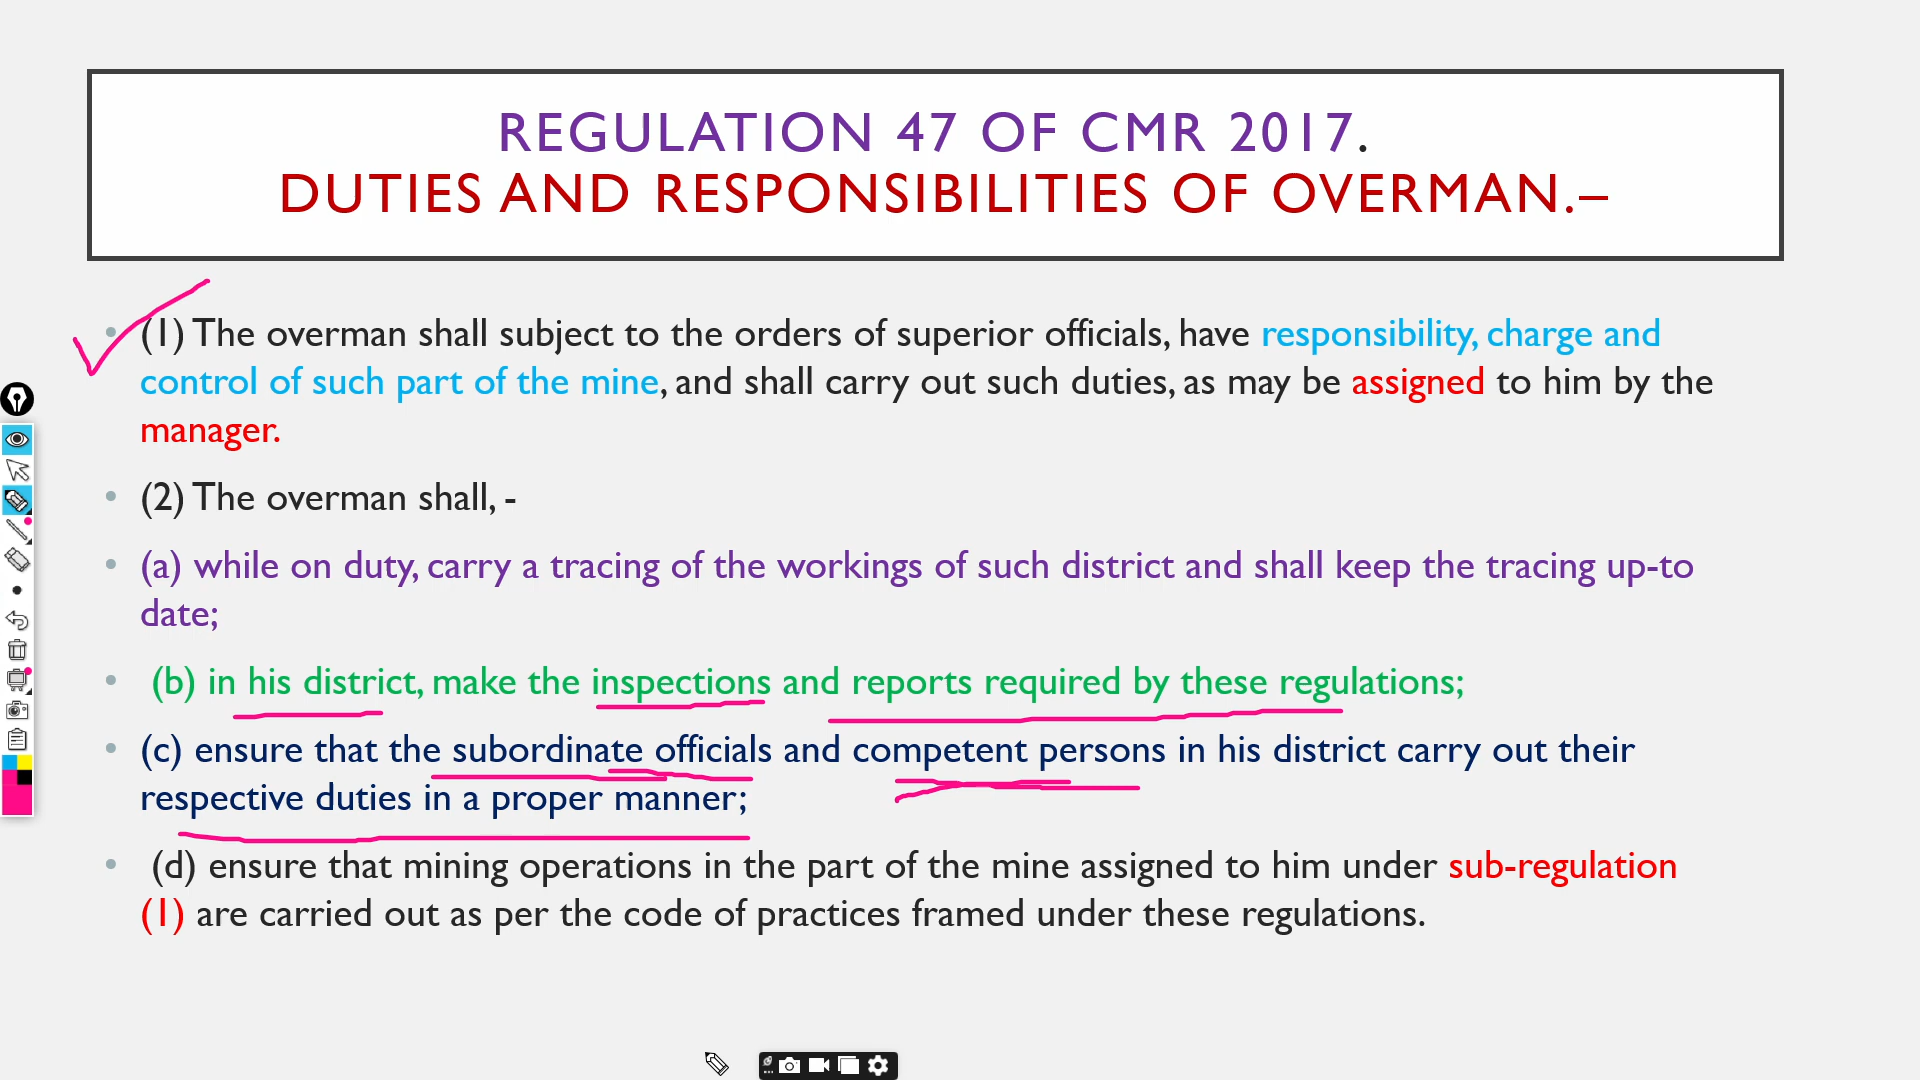 REGULATION 47 OF CMR 2017.
DUTIES AND RESPONSIBILITIES OF OVERMAN.–
• (1) The overman shall subject to the orders of superior officials, have responsibility, charge and
control of such part of the mine, and shall carry out such duties, as may be assigned to him by the
manager.
• (2) The overman shall, -
• (a) while on duty, carry a tracing of the workings of such district and shall keep the tracing up-to
date;
• (b) in his district, make the inspections and reports required by these regulations;
• (c) ensure that the subordinate officials and competent persons in his district carry out their
respective duties in a proper manner;
• (d) ensure that mining operations in the part of the mine assigned to him under sub-regulation
(1) are carried out as per the code of practices framed under these regulations.